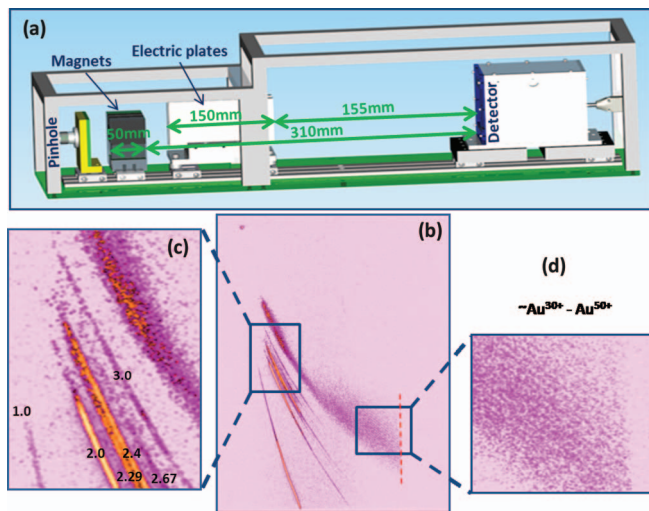 (a)
Magnets
Electric plates
Pinhole
50mm
150mm
155mm
310mm
Detector
(c)
(b)
(d)
~Au30+ - Au50+
1.0
3.0
2.0
2.4
2.29
2.67